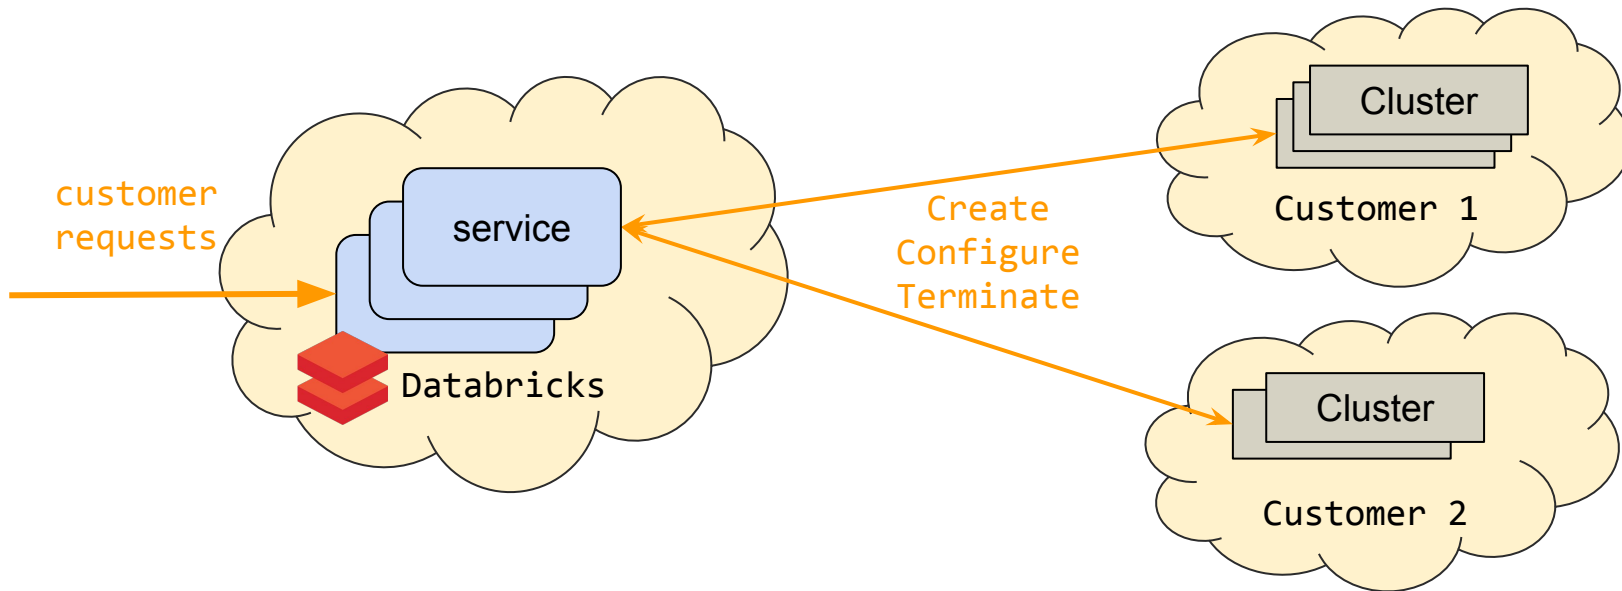 customer
requests
service
Databricks
Create
Configure
Terminate
Cluster
Customer 1
Cluster
Customer 2